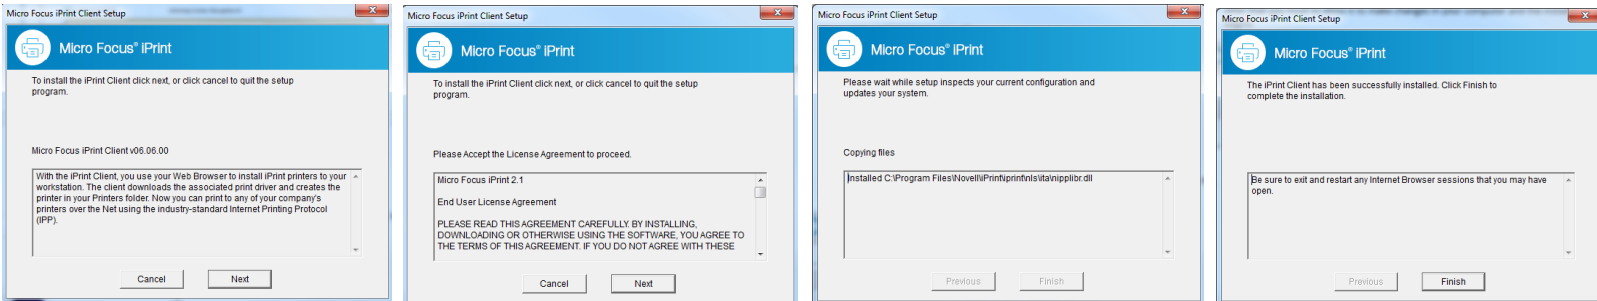 Micro Focus iPrint Client Setup
Micro Focus® iPrint
To install the iPrint Client click next, or click cancel to quit the setup
program.
Micro Focus iPrint Client v06.06.00
With the iPrint Client, you use your Web Browser to install iPrint printers to your
workstation. The client downloads the associated print driver and creates the
printer in your Printers folder. Now you can print to any of your company's
printers over the Net using the industry-standard Internet Printing Protocol
(IPP).
Cancel
Next
Micro Focus iPrint Client Setup
Micro Focus® iPrint
To install the iPrint Client click next, or click cancel to quit the setup
program.
Please Accept the License Agreement to proceed.
Micro Focus iPrint 2.1
End User License Agreement
PLEASE READ THIS AGREEMENT CAREFULLY. BY INSTALLING,
DOWNLOADING OR OTHERWISE USING THE SOFTWARE, YOU AGREE TO
THE TERMS OF THIS AGREEMENT. IF YOU DO NOT AGREE WITH THESE
Cancel
Next
Micro Focus iPrint Client Setup
Micro Focus® iPrint
Please wait while setup inspects your current configuration and
updates your system.
Copying files
Installed C:\Program Files\Novell\iPrint\iprint\nls\ita\nipplibr.dll
Previous
Finish
Micro Focus iPrint Client Setup
Micro Focus® iPrint
The iPrint Client has been successfully installed. Click Finish to
complete the installation.
Be sure to exit and restart any Internet Browser sessions that you may have
open.
Previous
Finish